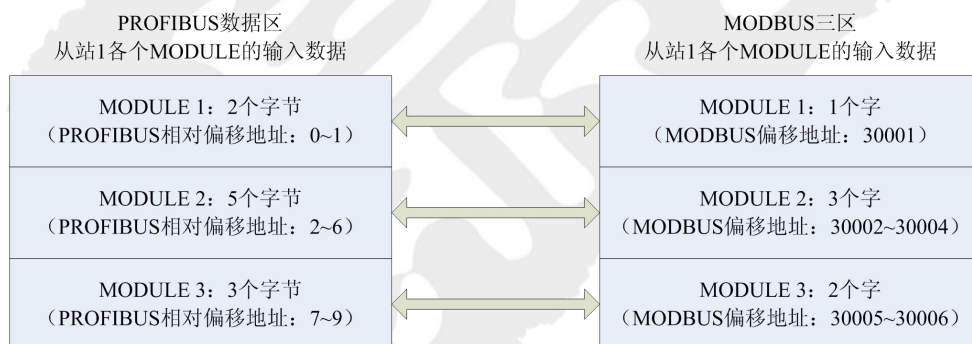 PROFIBUS数据区
从站1各个MODULE的输入数据
MODBUS三区
从站1各个MODULE的输入数据
MODULE 1：2个字节
（PROFIBUS相对偏移地址：0~1）
MODULE 1：1个字
（MODBUS偏移地址：30001）
MODULE 2：5个字节
（PROFIBUS相对偏移地址：2~6）
MODULE 2：3个字
（MODBUS偏移地址：30002~30004）
MODULE 3：3个字节
（PROFIBUS相对偏移地址：7~9）
MODULE 3：2个字
（MODBUS偏移地址：30005~30006）